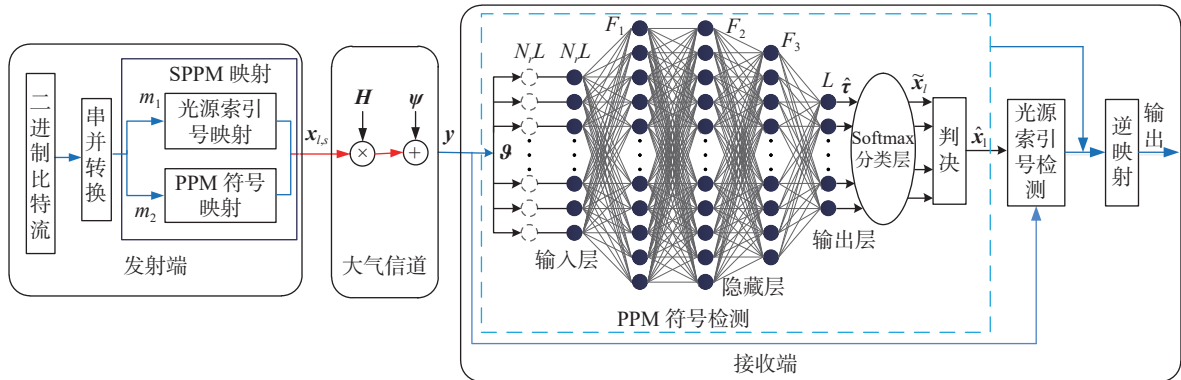 二进制比特流
串并转换
SPPM 映射
m₁
光源索引
号映射
m₂
PPM 符号
映射
发射端
x_{l,s}
H
×
ψ
+
大气信道
y
ϑ
N_rL
N_rL
输入层
F₁
F₂
F₃
隐藏层
L
τ̂
输出层
Softmax
分类层
x̃_l
判决
x̂_l
PPM 符号检测
光源索引号检测
逆映射
输出
接收端